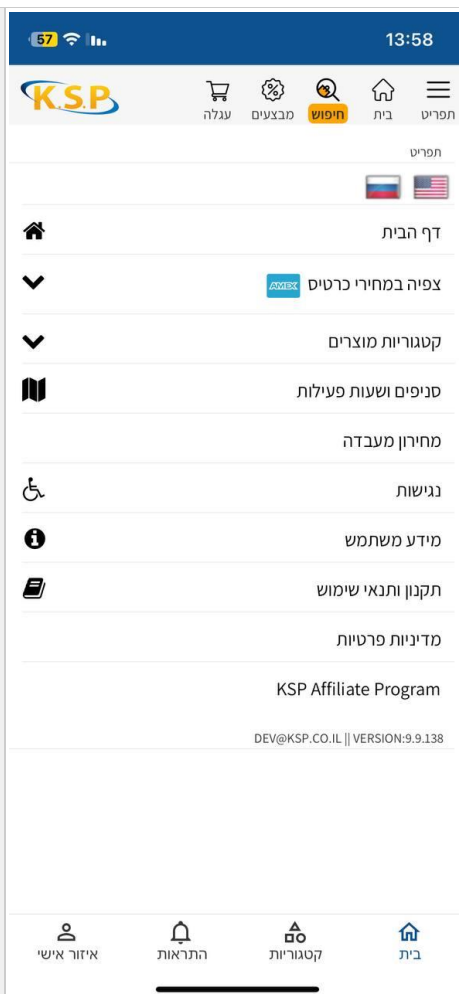 13:58
57
תפריט
בית
חיפוש
מבצעים
עגלה
K.S.P
תפריט
דף הבית
צפיה במחירי כרטיס AMEX
קטגוריות מוצרים
סניפים ושעות פעילות
מחירון מעבדה
נגישות
מידע משתמש
תקנון ותנאי שימוש
מדיניות פרטיות
KSP Affiliate Program
DEV@KSP.CO.IL || VERSION:9.9.138
בית
קטגוריות
התראות
איזור אישי